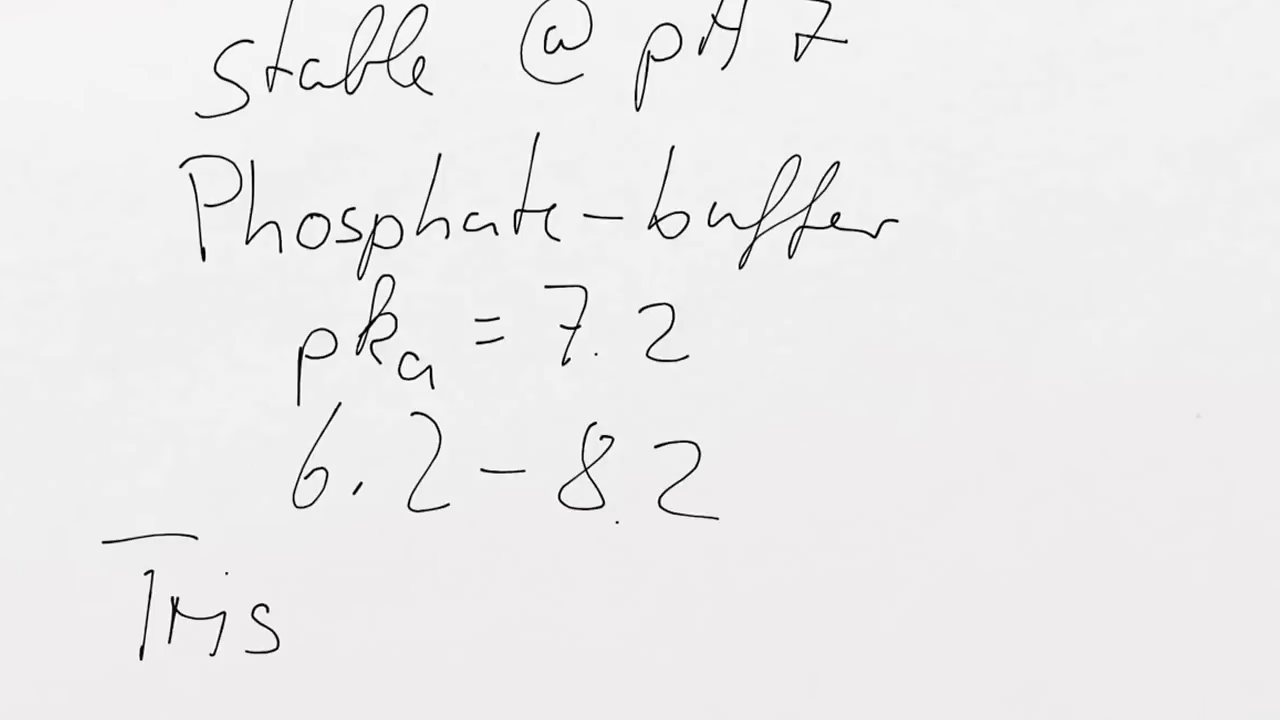 stable @ pH 7
Phosphate-buffer
pka = 7.2
6.2-8.2
Tris